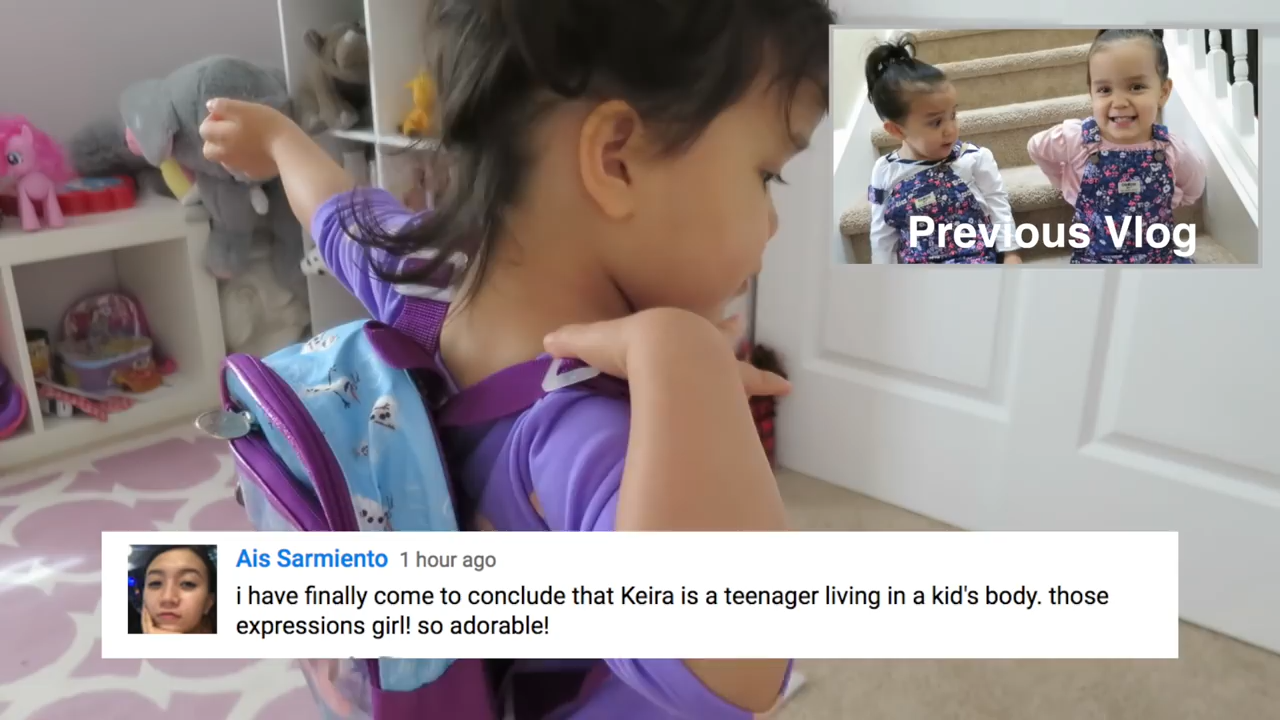 Previous Vlog
Ais Sarmiento 1 hour ago
i have finally come to conclude that Keira is a teenager living in a kid's body. those
expressions girl! so adorable!